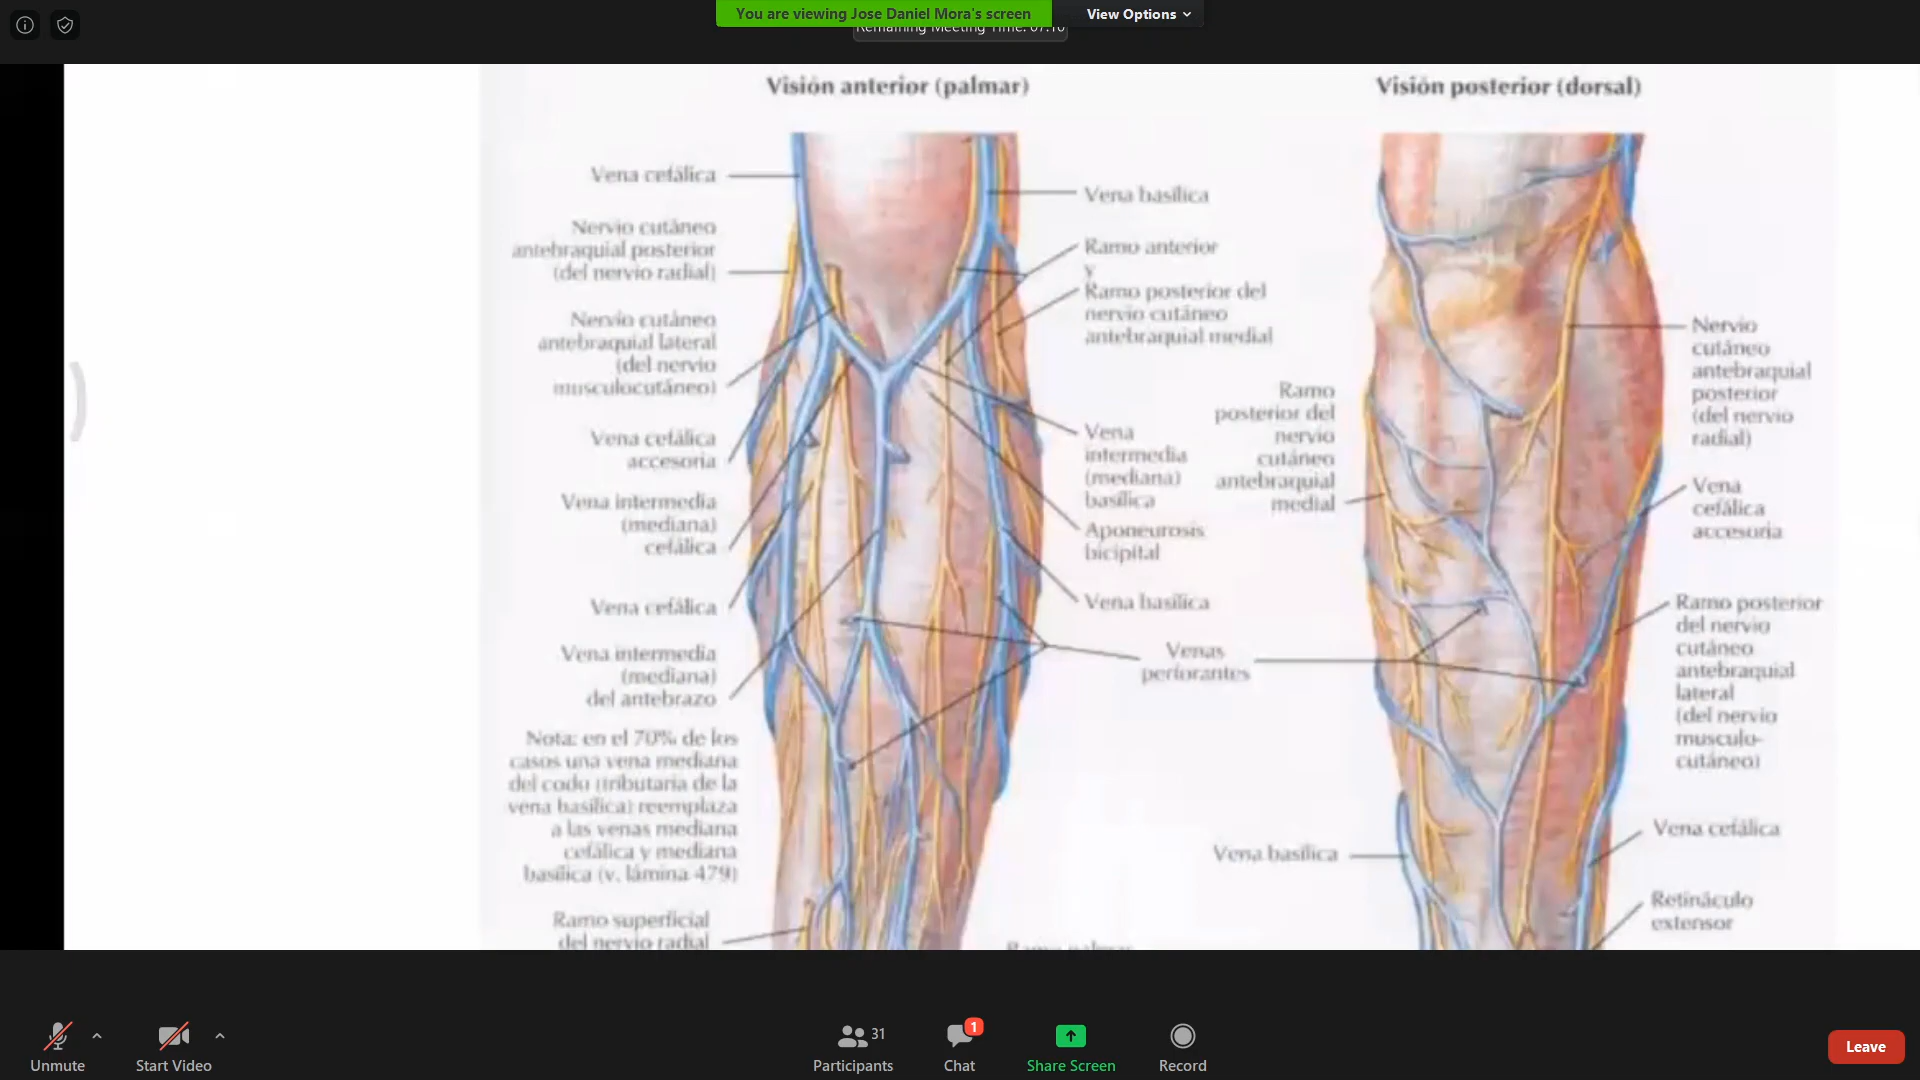 You are viewing Jose Daniel Mora's screen
View Options
Remaining Meeting Time: 07:10
Visión anterior (palmar)
Visión posterior (dorsal)
Vena cefálica
Nervio cutáneo
antebraquial posterior
(del nervio radial)
Nervio cutáneo
antebraquial lateral
(del nervio
musculocutáneo)
Vena cefálica
accesoria
Vena intermedia
(mediana)
cefálica
Vena cefálica
Vena intermedia
(mediana)
del antebrazo
Nota: en el 70% de los
casos una vena mediana
del codo (tributaria de la
vena basílica) reemplaza
a las venas mediana
cefálica y mediana
basílica (v. lámina 479)
Ramo superficial
del nervio radial
Vena basílica
Ramo anterior
y
Ramo posterior del
nervio cutáneo
antebraquial medial
Vena
intermedia
(mediana)
basílica
Aponeurosis
bicipital
Vena basílica
Venas
perforantes
Ramo palmar
Ramo
posterior del
nervio
cutáneo
antebraquial
medial
Vena basílica
Nervio
cutáneo
antebraquial
posterior
(del nervio
radial)
Vena
cefálica
accesoria
Ramo posterior
del nervio
cutáneo
antebraquial
lateral
(del nervio
musculo-
cutáneo)
Vena cefálica
Retináculo
extensor
Unmute
Start Video
31
Participants
1
Chat
Share Screen
Record
Leave